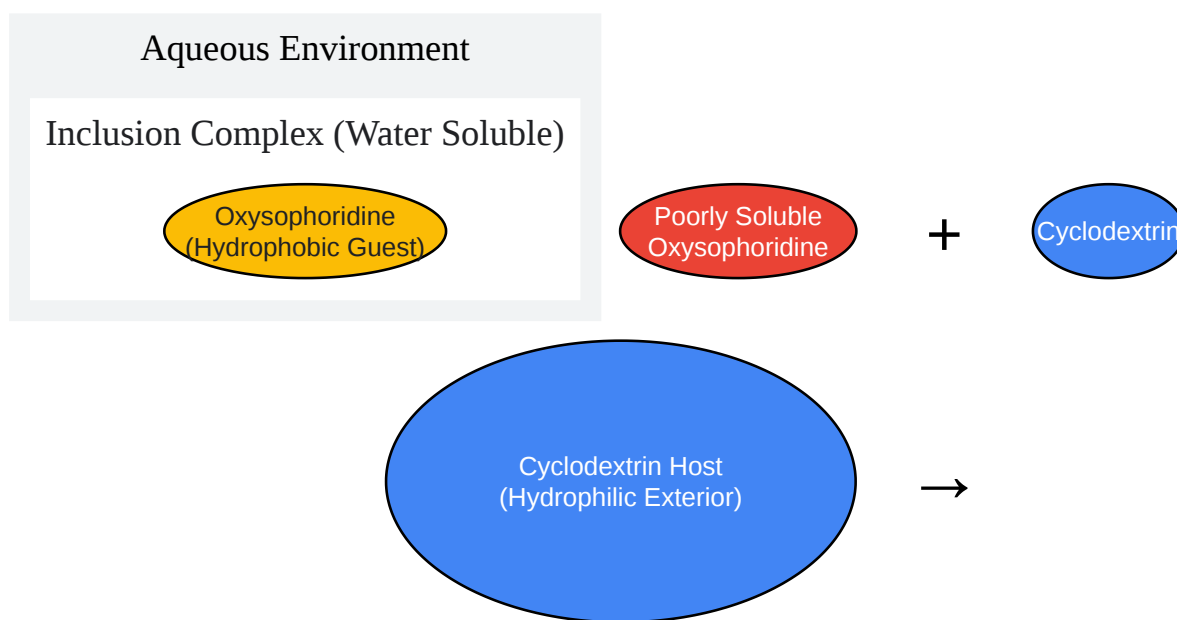 Aqueous Environment
Inclusion Complex (Water Soluble)
Oxysophoridine
(Hydrophobic Guest)
Poorly Soluble
Oxysophoridine
+
Cyclodextrin
Cyclodextrin Host
(Hydrophilic Exterior)
→